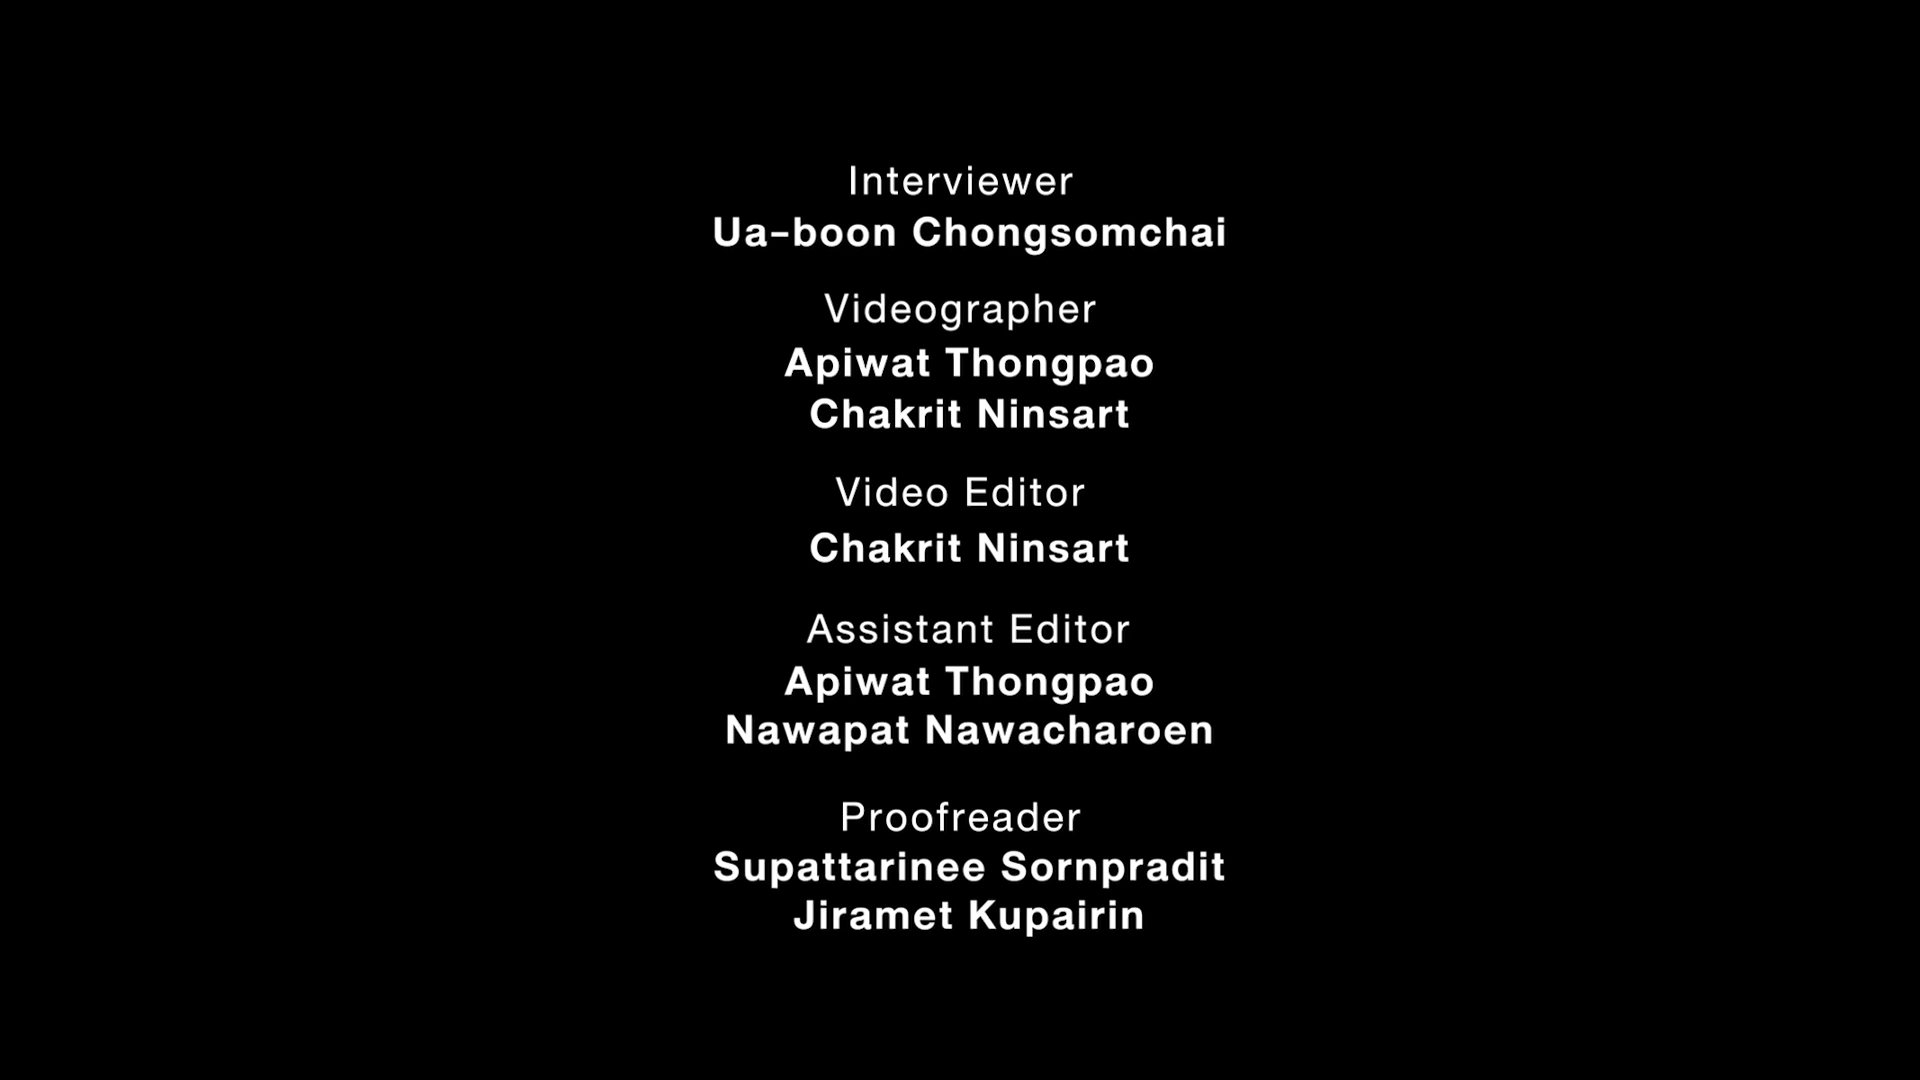 Interviewer
Ua-boon Chongsomchai
Videographer
Apiwat Thongpao
Chakrit Ninsart
Video Editor
Chakrit Ninsart
Assistant Editor
Apiwat Thongpao
Nawapat Nawacharoen
Proofreader
Supattarinee Sornpradit
Jiramet Kupairin